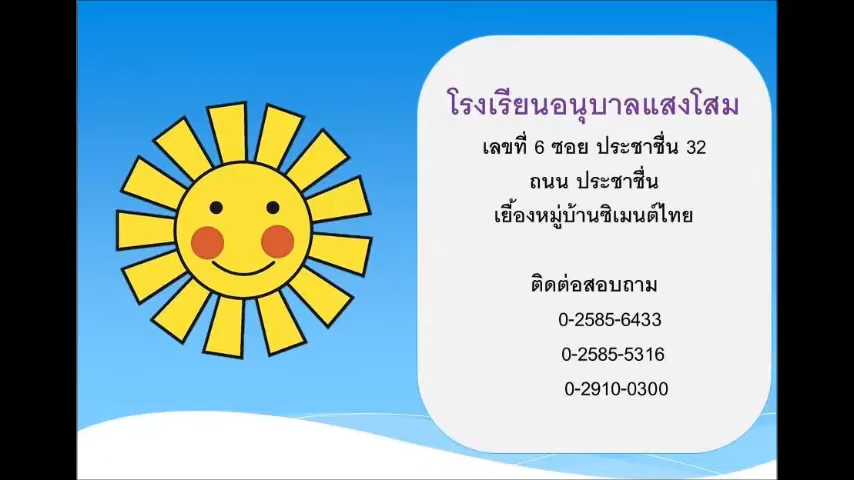 โรงเรียนอนุบาลแสงโสม
เลขที่ 6 ซอย ประชาชื่น 32
ถนน ประชาชื่น
เยื้องหมู่บ้านซิเมนต์ไทย
ติดต่อสอบถาม
0-2585-6433
0-2585-5316
0-2910-0300